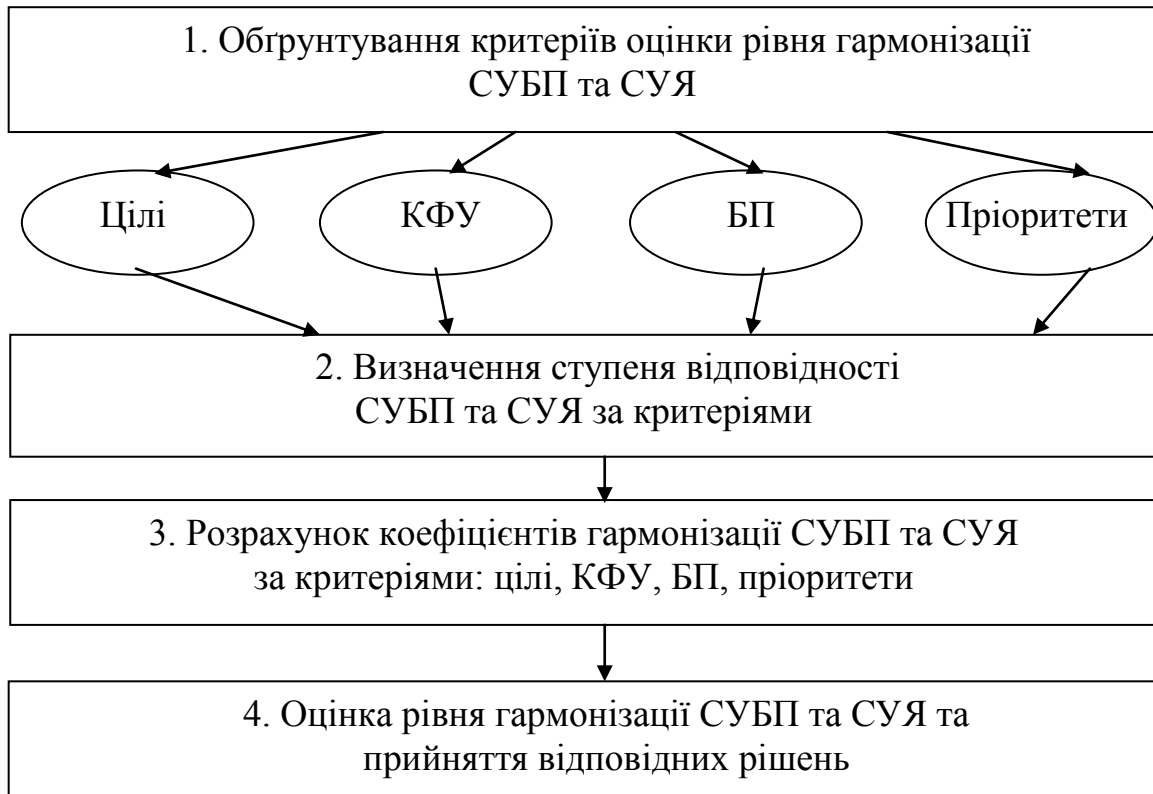 1. Обґрунтування критеріїв оцінки рівня гармонізації
СУБП та СУЯ
Цілі
КФУ
БП
Пріоритети
2. Визначення ступеня відповідності
СУБП та СУЯ за критеріями
3. Розрахунок коефіцієнтів гармонізації СУБП та СУЯ
за критеріями: цілі, КФУ, БП, пріоритети
4. Оцінка рівня гармонізації СУБП та СУЯ та
прийняття відповідних рішень